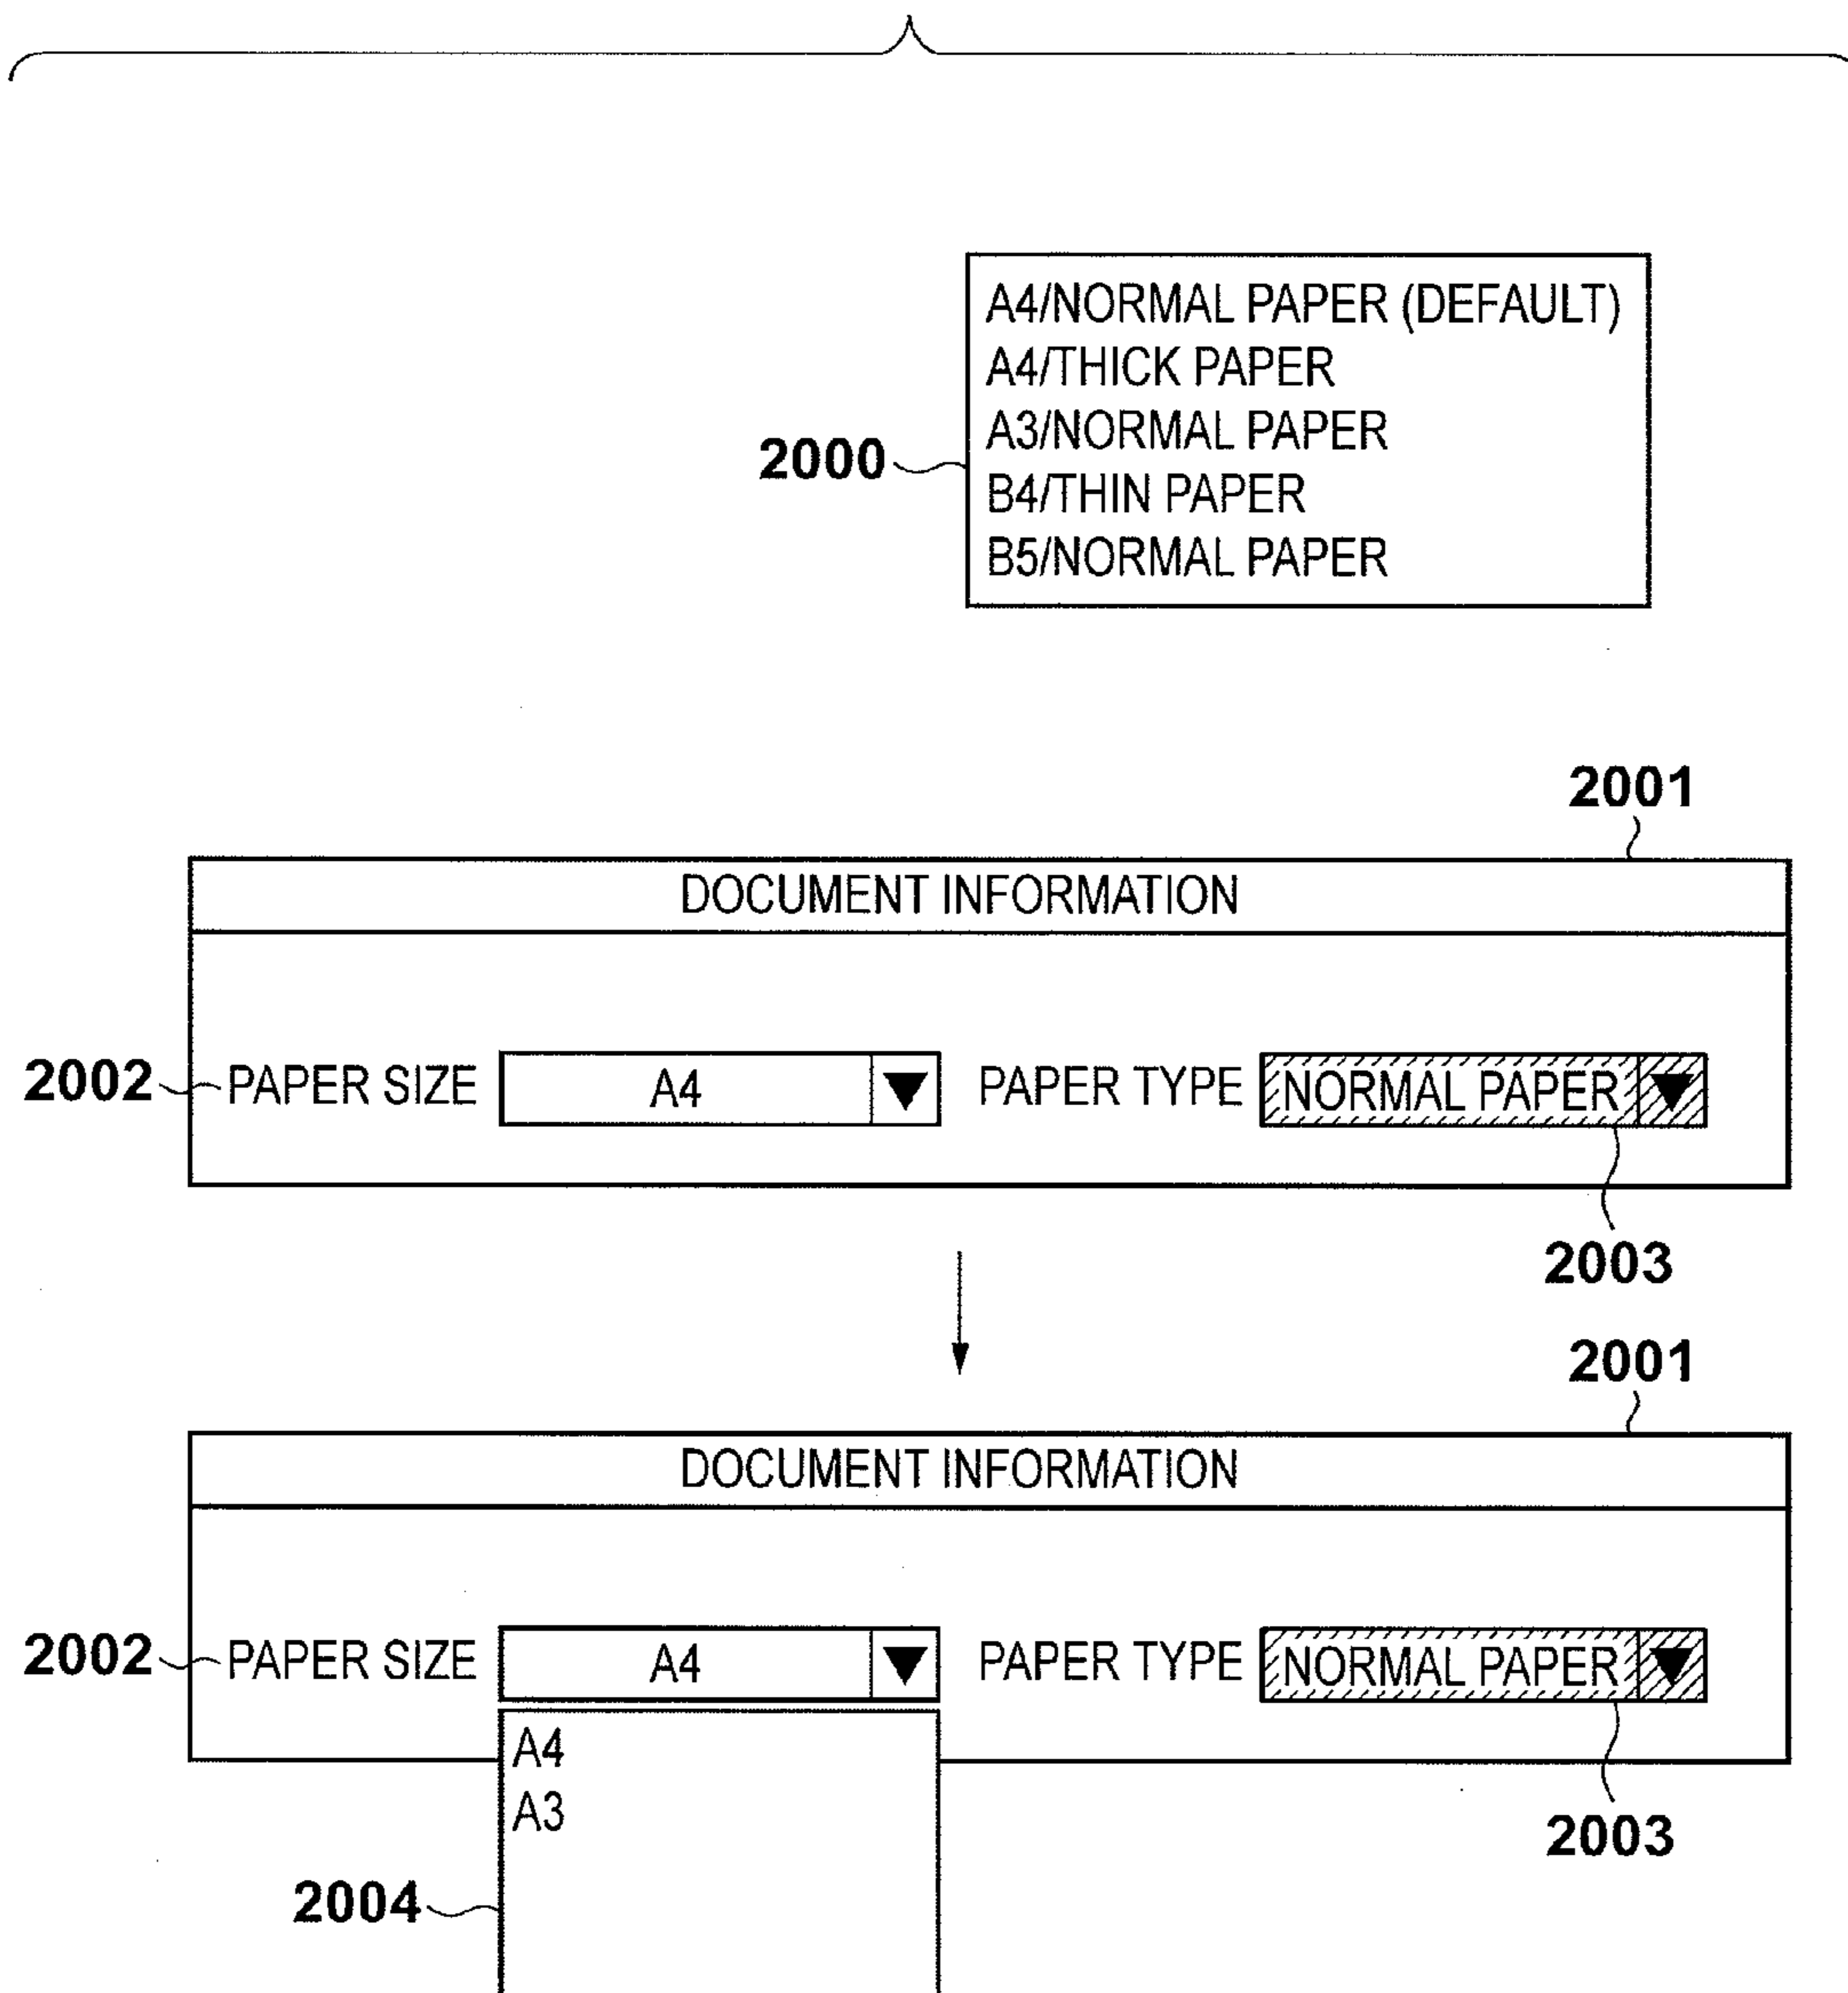 A4/NORMAL PAPER (DEFAULT)
A4/THICK PAPER
A3/NORMAL PAPER
2000
B4/THIN PAPER
B5/NORMAL PAPER
2001
DOCUMENT INFORMATION
2002 PAPER SIZE A4 PAPER TYPE NORMAL PAPER
2003
2001
DOCUMENT INFORMATION
2002 PAPER SIZE A4 PAPER TYPE NORMAL PAPER
A4
A3
2003
2004